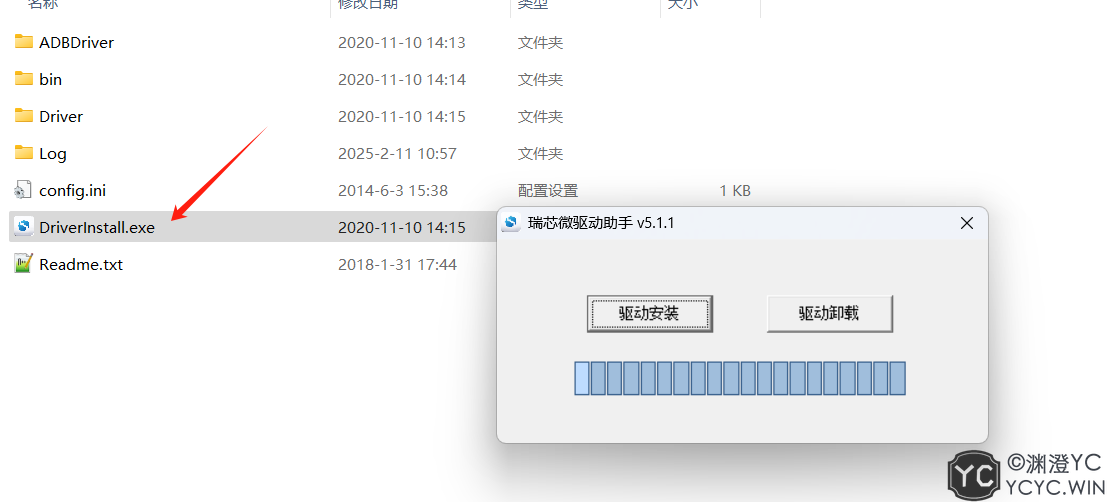 名称 修改日期 类型 大小
ADBDriver 2020-11-10 14:13 文件夹
bin 2020-11-10 14:14 文件夹
Driver 2020-11-10 14:15 文件夹
Log 2025-2-11 10:57 文件夹
config.ini 2014-6-3 15:38 配置设置 1 KB
DriverInstall.exe 2020-11-10 14:15
Readme.txt 2018-1-31 17:44
瑞芯微驱动助手 v5.1.1
驱动安装 驱动卸载
YC ©渊澄YC
YCYC.WIN